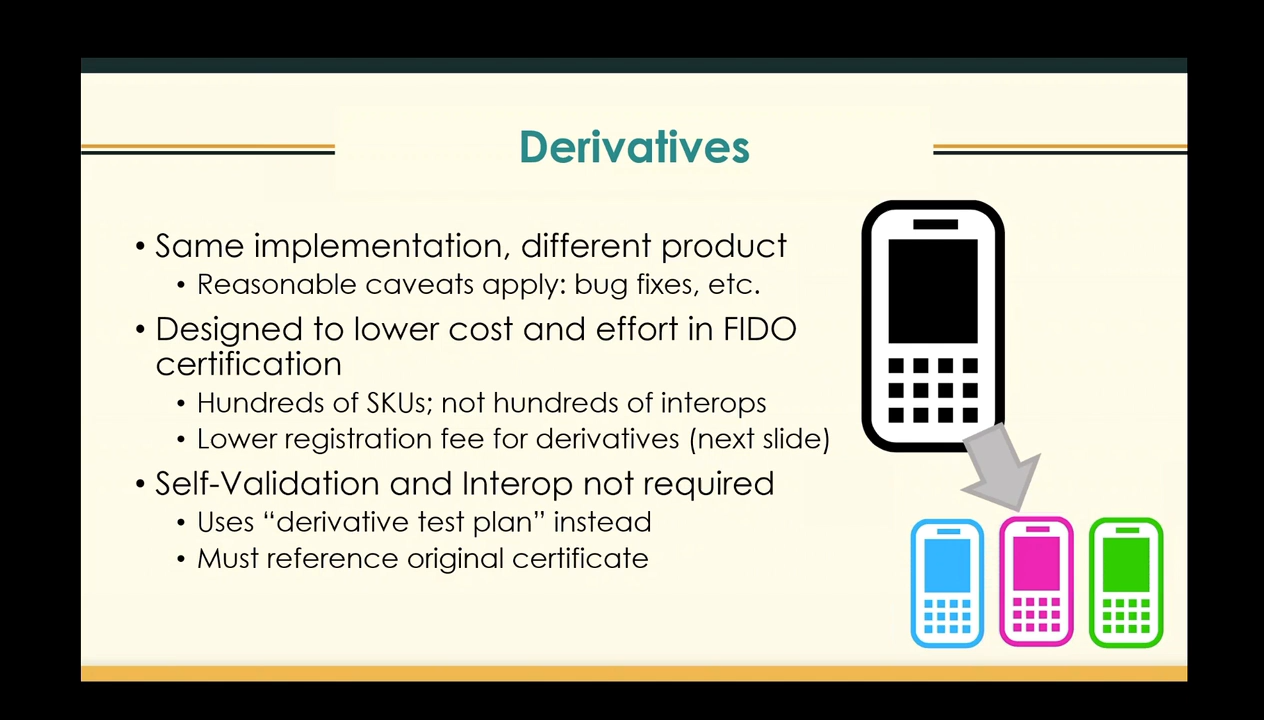 Derivatives
• Same implementation, different product
• Reasonable caveats apply: bug fixes, etc.
• Designed to lower cost and effort in FIDO
certification
• Hundreds of SKUs; not hundreds of interops
• Lower registration fee for derivatives (next slide)
• Self-Validation and Interop not required
• Uses “derivative test plan” instead
• Must reference original certificate